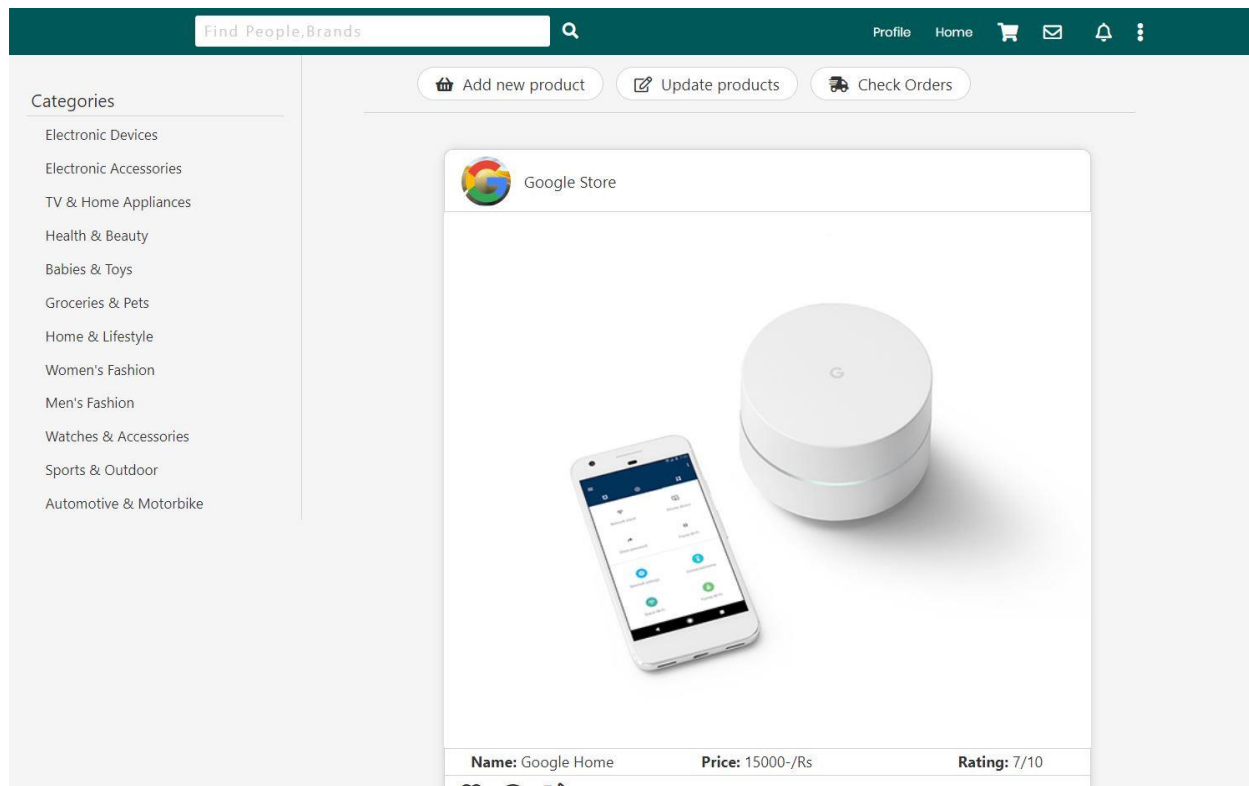 Find People,Brands
Profile Home
Add new product Update products Check Orders
Categories
Electronic Devices
Electronic Accessories
TV & Home Appliances
Health & Beauty
Babies & Toys
Groceries & Pets
Home & Lifestyle
Women's Fashion
Men's Fashion
Watches & Accessories
Sports & Outdoor
Automotive & Motorbike
Google Store
G
Name: Google Home Price: 15000-/Rs Rating: 7/10